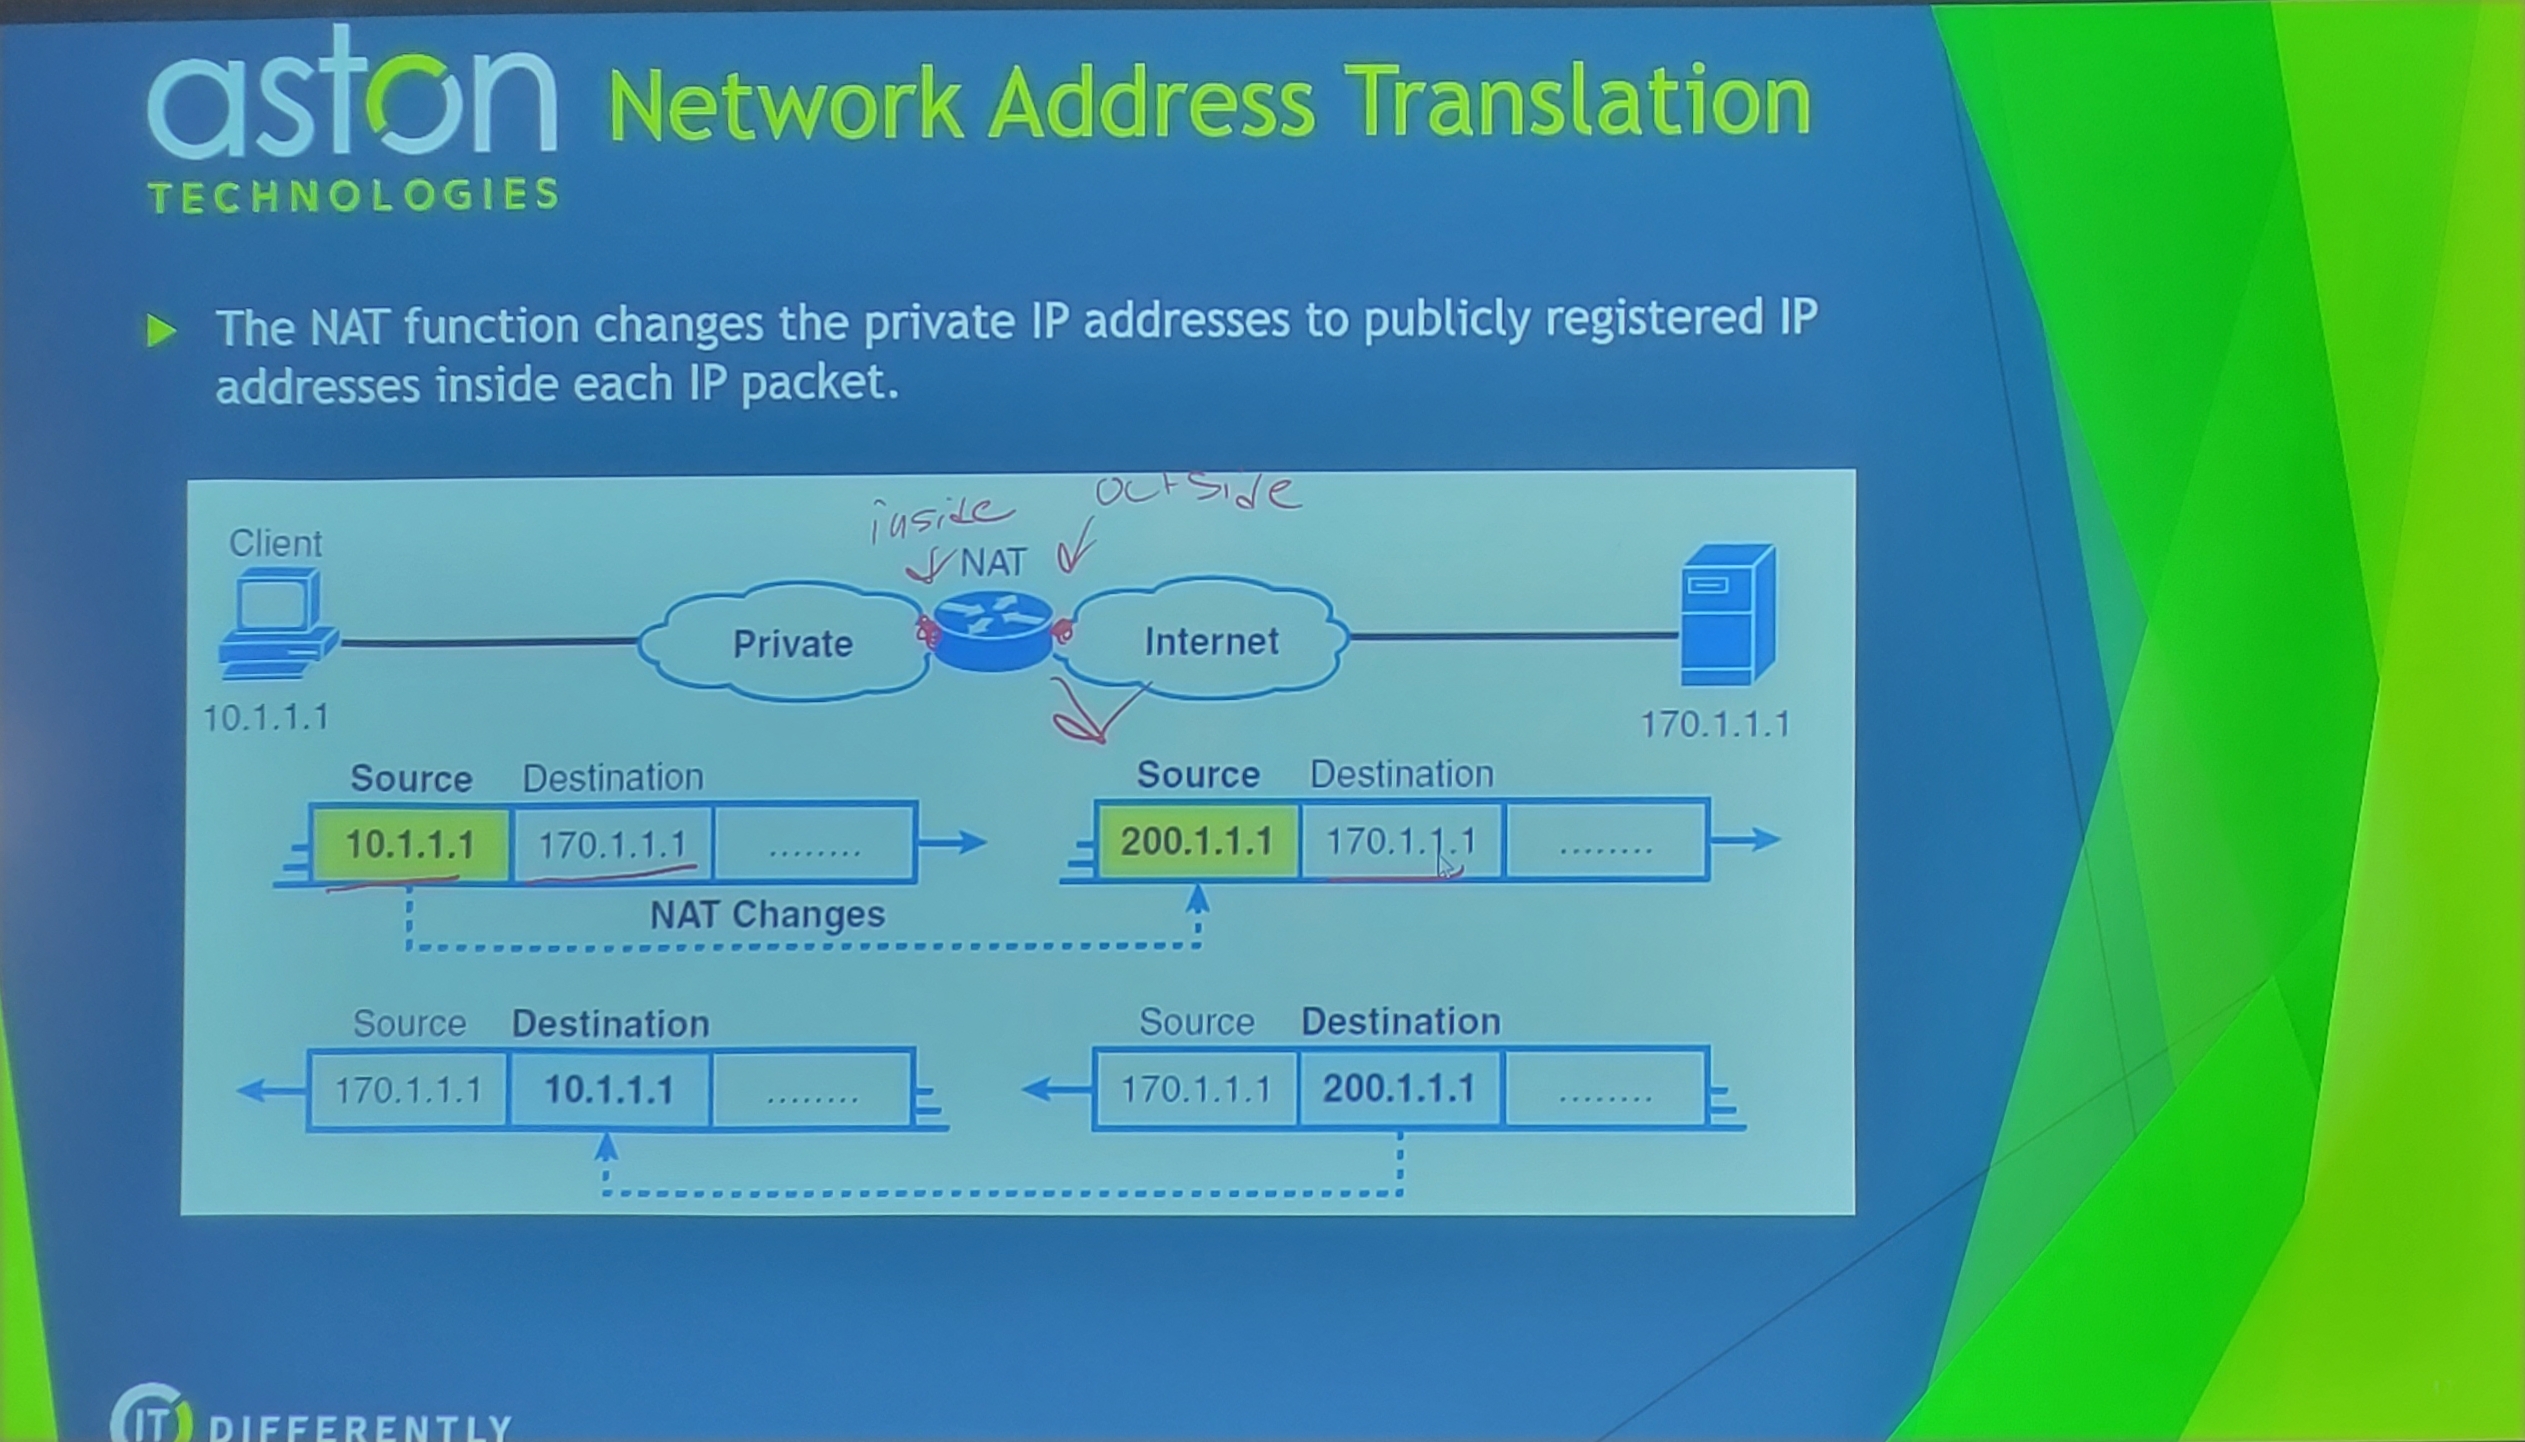 aston
TECHNOLOGIES
Network Address Translation
The NAT function changes the private IP addresses to publicly registered IP
addresses inside each IP packet.
inside
outside
Client
NAT
Private
Internet
10.1.1.1
170.1.1.1
Source Destination
Source Destination
10.1.1.1 170.1.1.1 ........
200.1.1.1 170.1.1.1 ........
NAT Changes
Source Destination
Source Destination
170.1.1.1 10.1.1.1 ........
170.1.1.1 200.1.1.1 ........
IT DIFFERENTLY